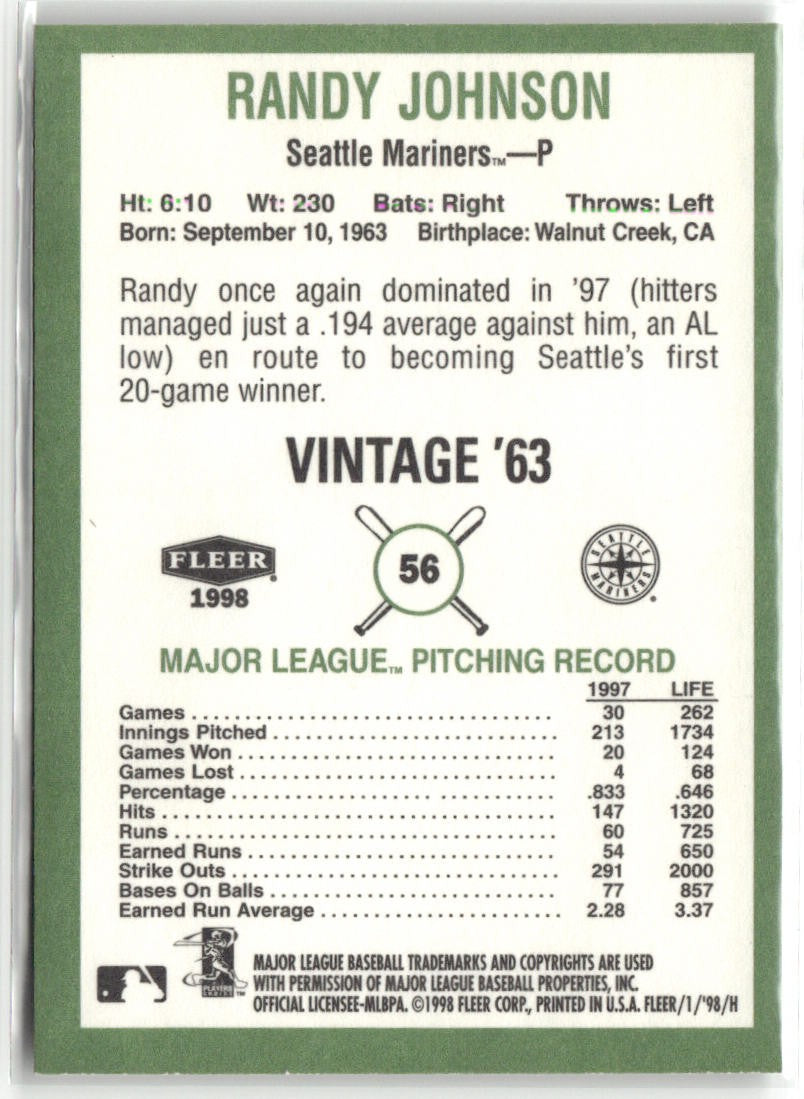 RANDY JOHNSON
Seattle Mariners™—P
Ht: 6:10 Wt: 230 Bats: Right Throws: Left
Born: September 10, 1963 Birthplace: Walnut Creek, CA
Randy once again dominated in '97 (hitters
managed just a .194 average against him, an AL
low) en route to becoming Seattle's first
20-game winner.
VINTAGE '63
FLEER
1998
56
SEATTLE
MARINERS
MAJOR LEAGUE™ PITCHING RECORD
1997 LIFE
Games 30 262
Innings Pitched 213 1734
Games Won 20 124
Games Lost 4 68
Percentage .833 .646
Hits 147 1320
Runs 60 725
Earned Runs 54 650
Strike Outs 291 2000
Bases On Balls 77 857
Earned Run Average 2.28 3.37
PLAYERS
MAJOR LEAGUE BASEBALL TRADEMARKS AND COPYRIGHTS ARE USED
WITH PERMISSION OF MAJOR LEAGUE BASEBALL PROPERTIES, INC.
OFFICIAL LICENSEE-MLBPA. ©1998 FLEER CORP., PRINTED IN U.S.A. FLEER/1/'98/H